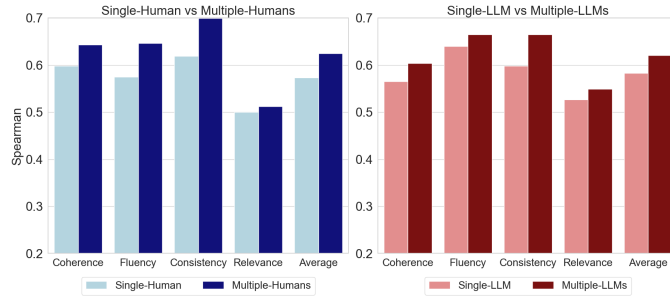 Single-Human vs Multiple-Humans
0.7
0.6
0.5
0.4
0.3
0.2
Spearman
Coherence Fluency Consistency Relevance Average
Single-Human Multiple-Humans
Single-LLM vs Multiple-LLMs
0.7
0.6
0.5
0.4
0.3
0.2
Coherence Fluency Consistency Relevance Average
Single-LLM Multiple-LLMs